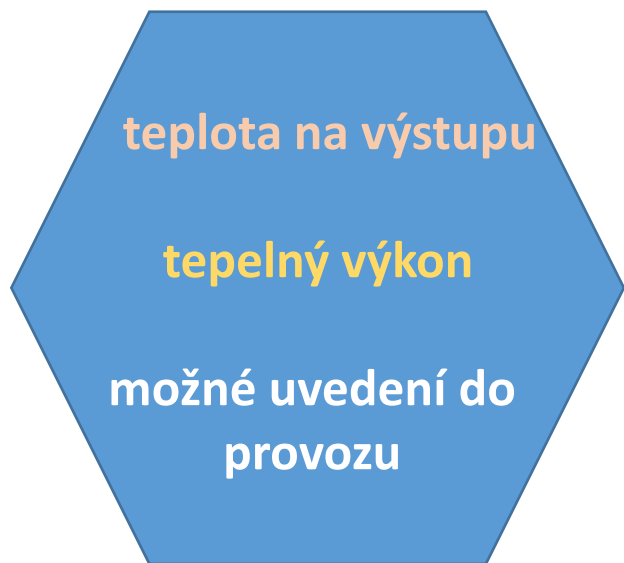 teplota na výstupu
tepelný výkon
možné uvedení do
provozu